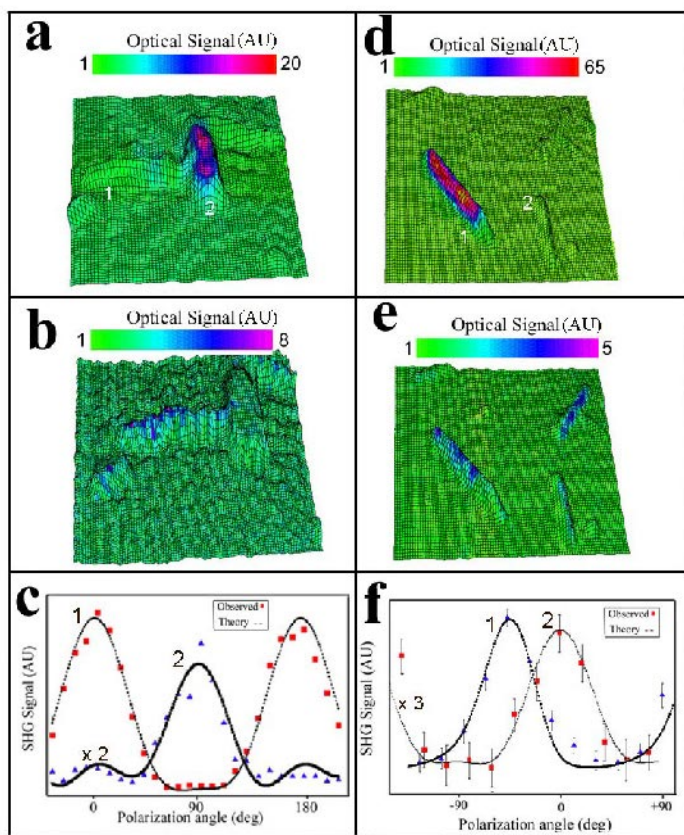 a
Optical Signal (AU)
1 20
1
2
d
Optical Signal (AU)
1 65
1
2
b
Optical Signal (AU)
1 8
e
Optical Signal (AU)
1 5
c
Observed
Theory --
1
2
x 2
SHG Signal (AU)
0 90 180
Polarization angle (deg)
f
Observed
Theory --
1
2
x 3
SHG Signal (AU)
-90 0 +90
Polarization angle (deg)